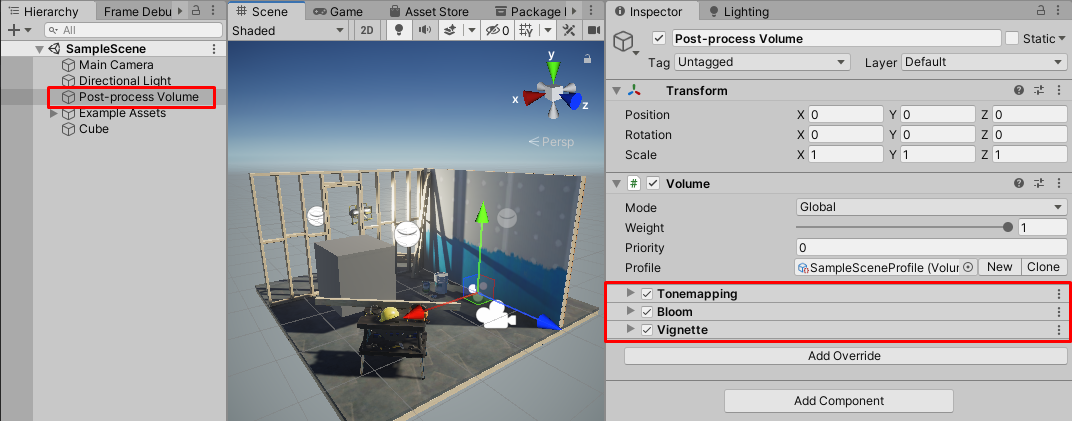 Hierarchy
Frame Debu
All
SampleScene
Main Camera
Directional Light
Post-process Volume
Example Assets
Cube
Scene
Game
Asset Store
Package
Shaded
2D
0
y
x
z
Persp
Inspector
Lighting
Post-process Volume
Static
Tag Untagged Layer Default
Transform
Position X 0 Y 0 Z 0
Rotation X 0 Y 0 Z 0
Scale X 1 Y 1 Z 1
# Volume
Mode Global
Weight 1
Priority 0
Profile SampleSceneProfile (Volur New Clone
Tonemapping
Bloom
Vignette
Add Override
Add Component